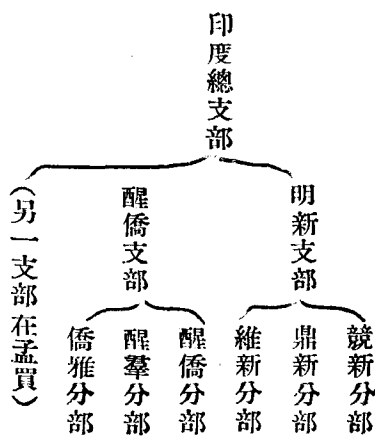 印度總支部
明新支部
競新分部
鼎新分部
維新分部
醒僑支部
醒僑分部
醒羣分部
僑雅分部
（另一支部在孟買）